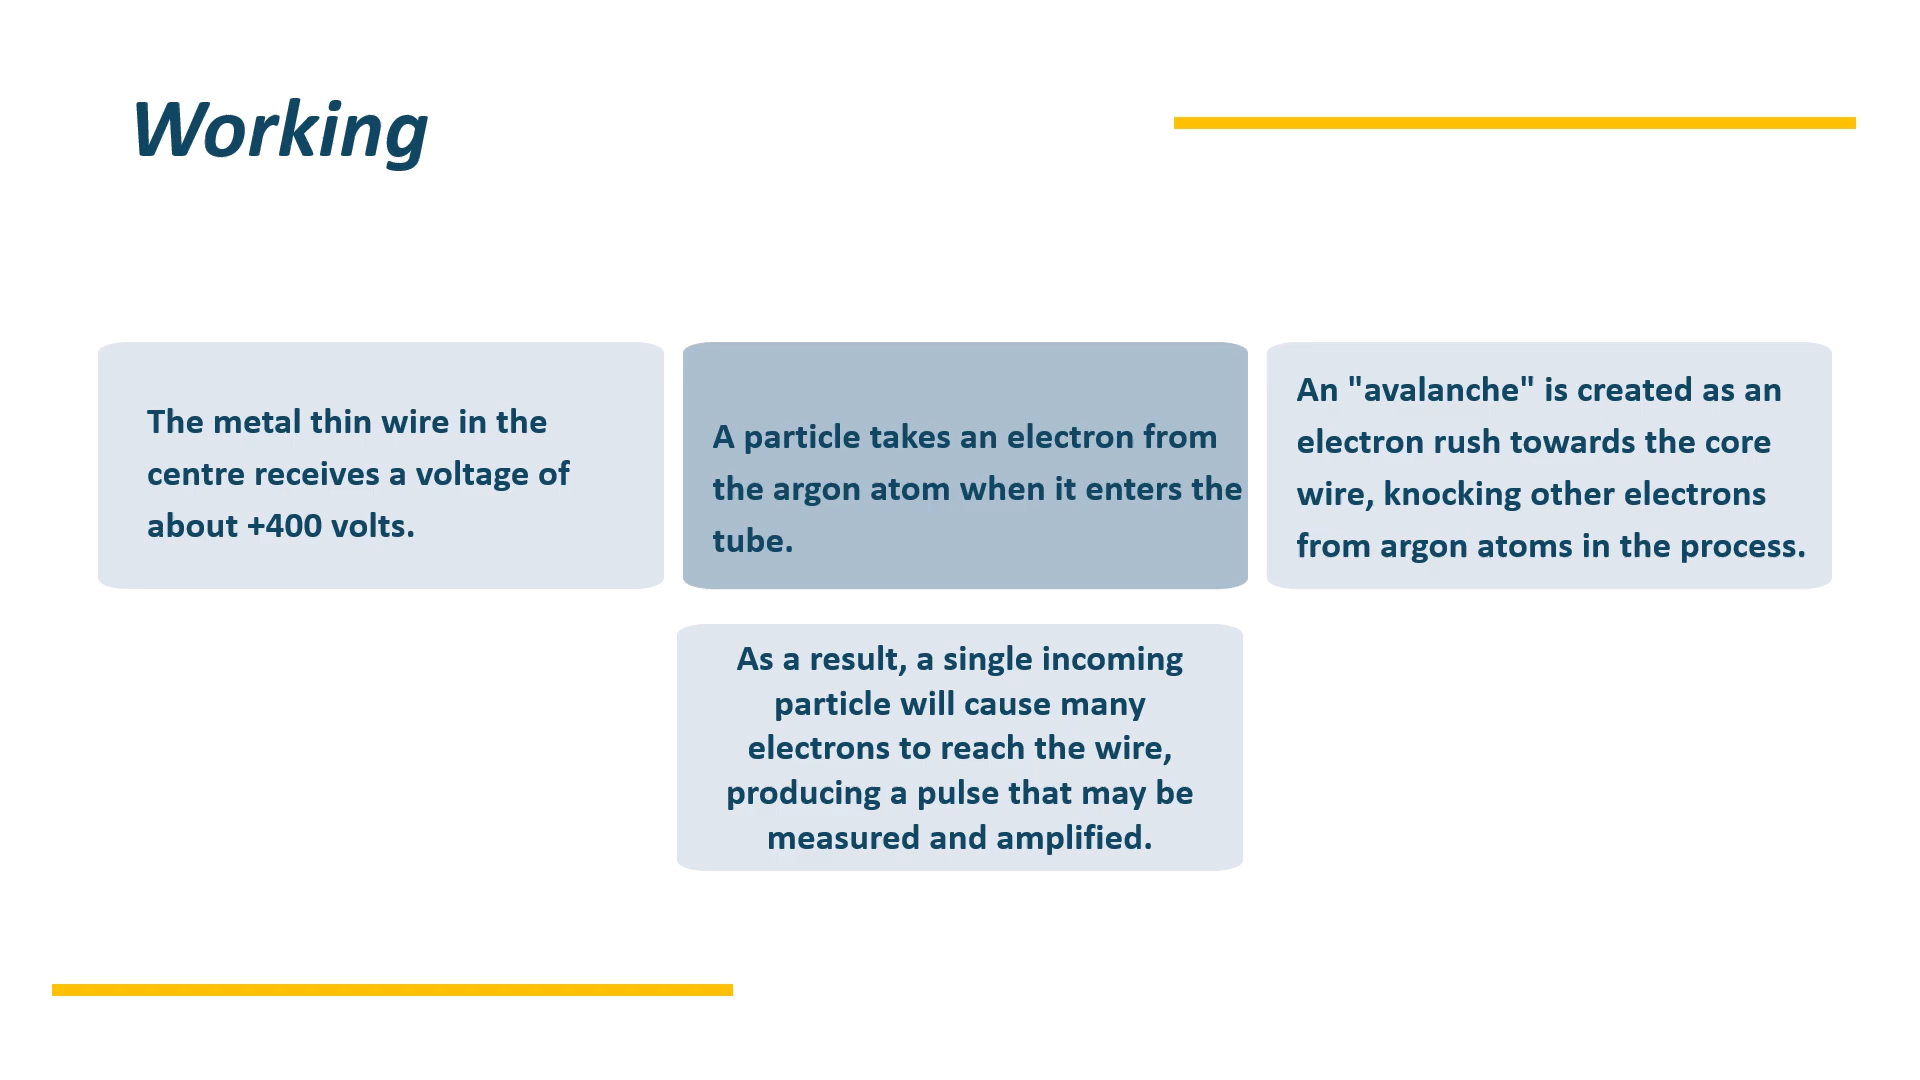 Working
The metal thin wire in the
centre receives a voltage of
about +400 volts.
A particle takes an electron from
the argon atom when it enters the
tube.
An "avalanche" is created as an
electron rush towards the core
wire, knocking other electrons
from argon atoms in the process.
As a result, a single incoming
particle will cause many
electrons to reach the wire,
producing a pulse that may be
measured and amplified.